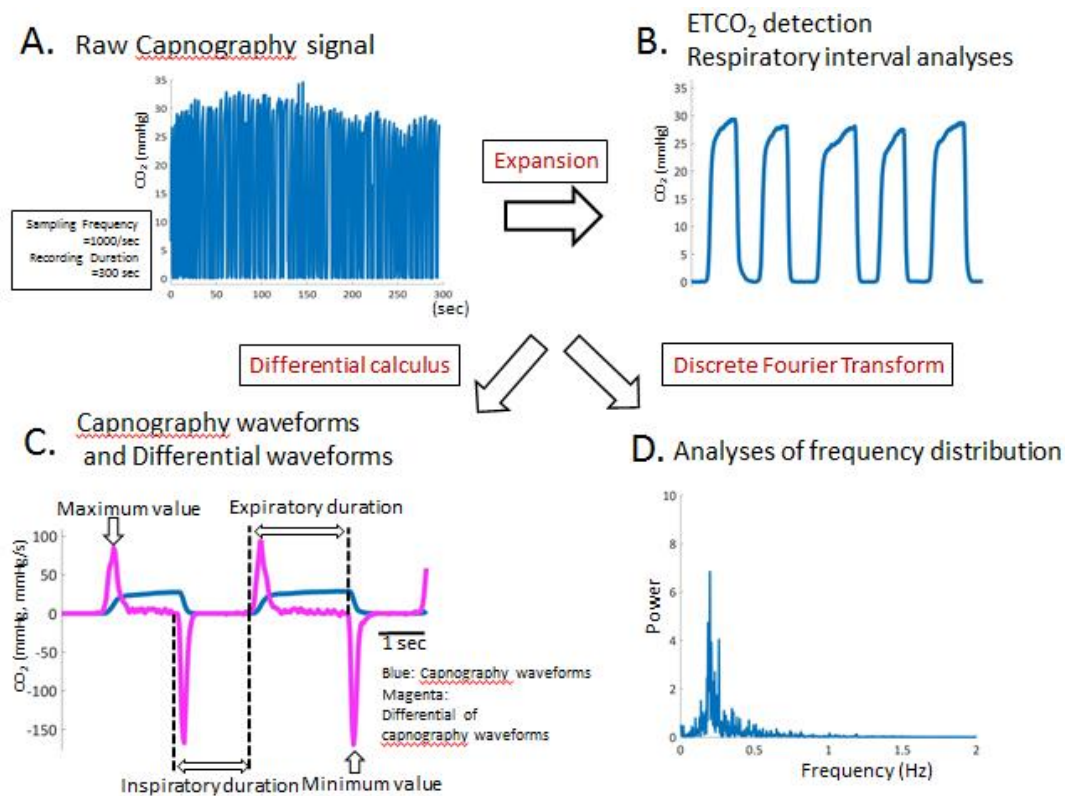 A. Raw Capnography signal
CO₂ (mmHg)
35
30
25
20
15
10
5
0
0 50 100 150 200 250 300
(sec)
Sampling Frequency
=1000/sec
Recording Duration
=300 sec
Expansion
B. ETCO₂ detection
Respiratory interval analyses
CO₂ (mmHg)
35
30
25
20
15
10
5
0
Differential calculus
Discrete Fourier Transform
C. Capnography waveforms
and Differential waveforms
Maximum value
Expiratory duration
CO₂ (mmHg, mmHg/s)
100
50
0
-50
-100
-150
1 sec
Blue: Capnography waveforms
Magenta:
Differential of
capnography waveforms
Inspiratory duration
Minimum value
D. Analyses of frequency distribution
Power
10
8
6
4
2
0
0 0.5 1 1.5 2
Frequency (Hz)